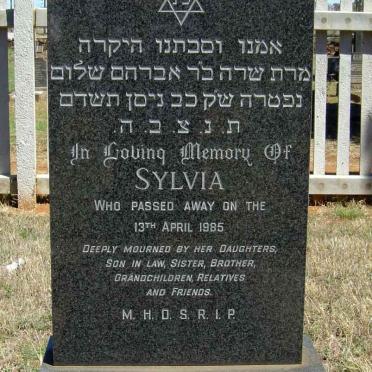 פ נ
אמנו וסבתנו היקרה
מרת שרה בר אברהם שלום
נפטרה שק כב ניסן תשדם
ת. נ. צ. ב. ה.
In Loving Memory Of
SYLVIA
WHO PASSED AWAY ON THE
13TH APRIL 1985
DEEPLY MOURNED BY HER DAUGHTERS,
SON IN LAW, SISTER, BROTHER,
GRANDCHILDREN, RELATIVES
AND FRIENDS.
M. H. D. S. R. I. P.